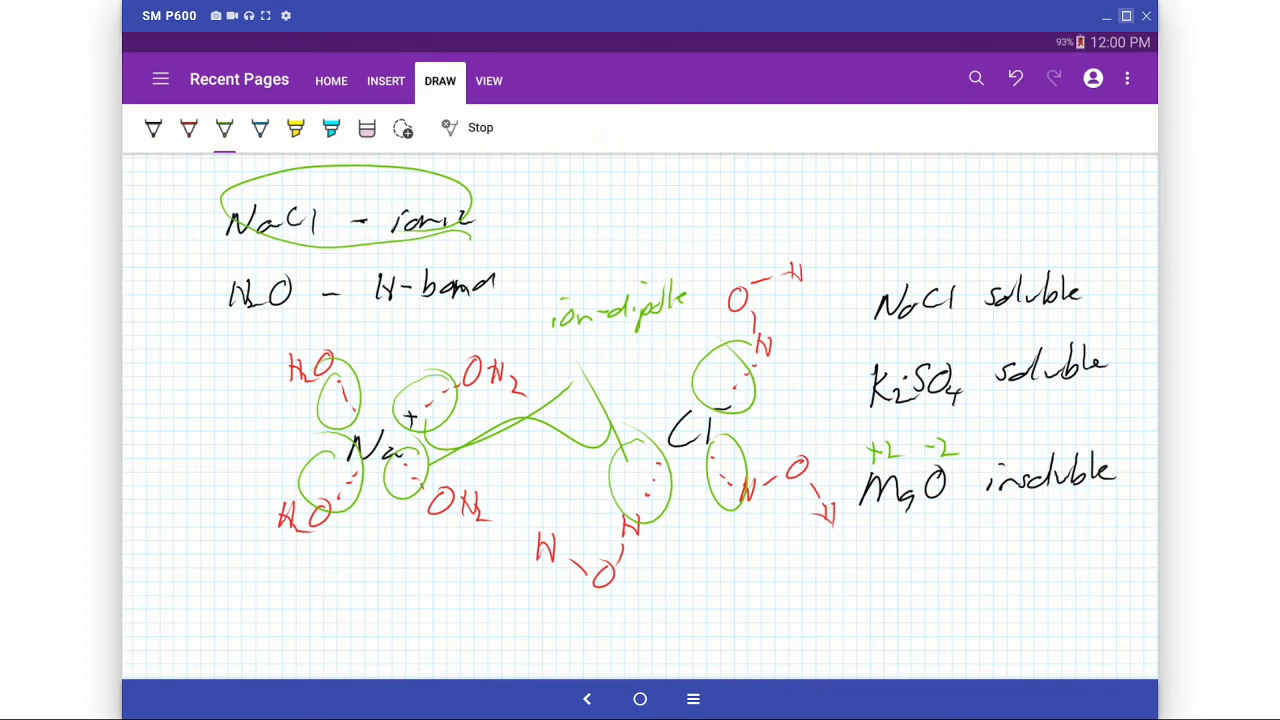 SM P600
93% 12:00 PM
Recent Pages HOME INSERT DRAW VIEW
Stop
NaCl - ionic
H2O - H-bond
ion-dipole
O - H
H
H2O
OH2
Na+
H2O
OH2
Cl-
H - O
H
H
H
O
NaCl soluble
K2SO4 soluble
+2 -2
MgO insoluble